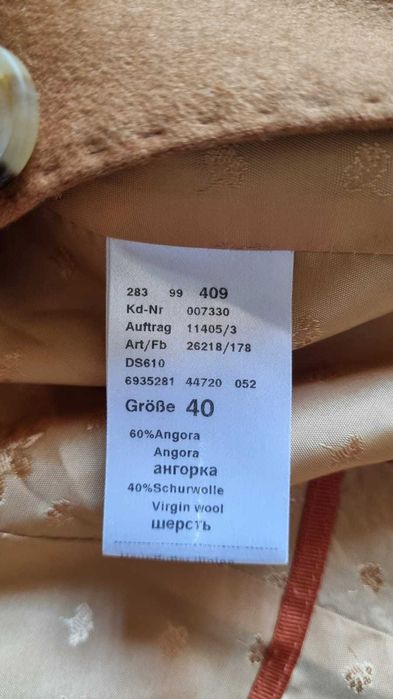 283 99 409
Kd-Nr 007330
Auftrag 11405/3
Art/Fb 26218/178
DS610
6935281 44720 052
Größe 40
60%Angora
Angora
ангорка
40%Schurwolle
Virgin wool
шерсть